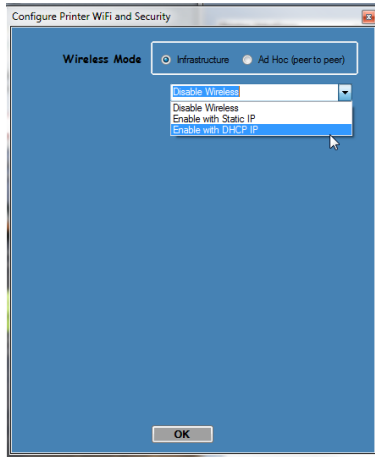 Configure Printer WiFi and Security
Wireless Mode
Infrastructure Ad Hoc (peer to peer)
Disable Wireless
Disable Wireless
Enable with Static IP
Enable with DHCP IP
OK